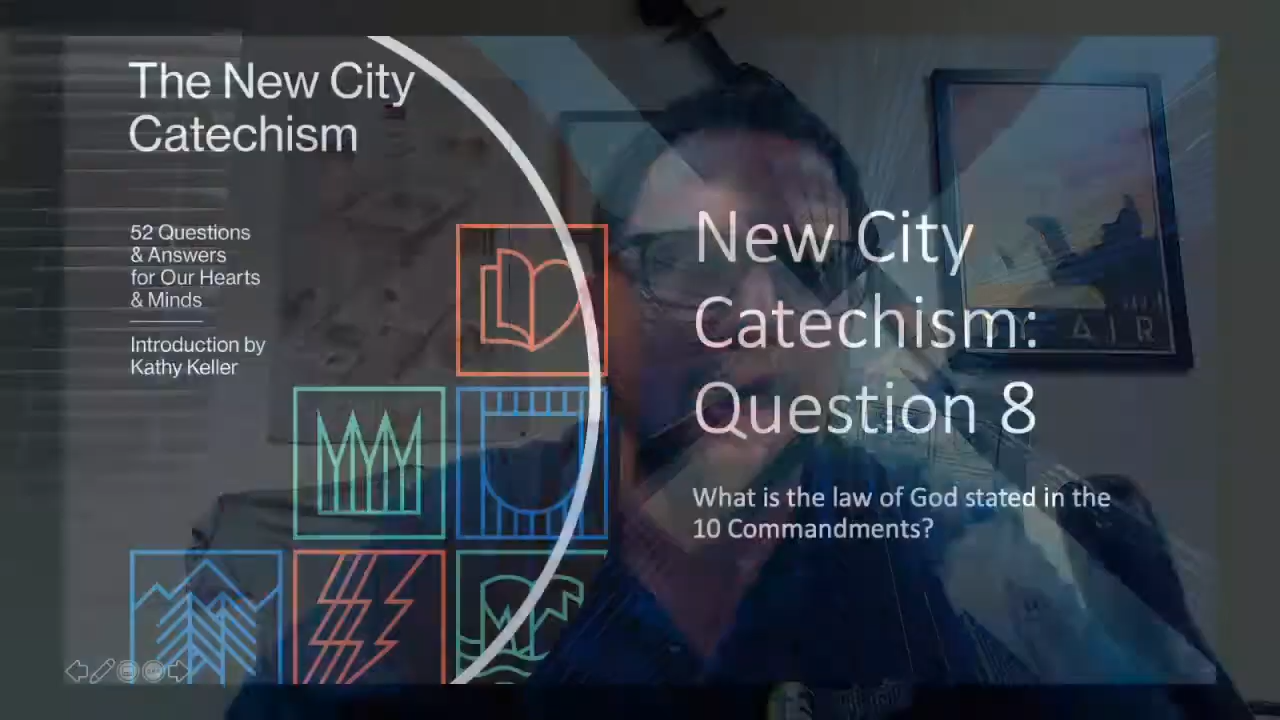 The New City
Catechism
52 Questions
& Answers
for Our Hearts
& Minds
Introduction by
Kathy Keller
New City
Catechism:
Question 8
What is the law of God stated in the
10 Commandments?
AIR